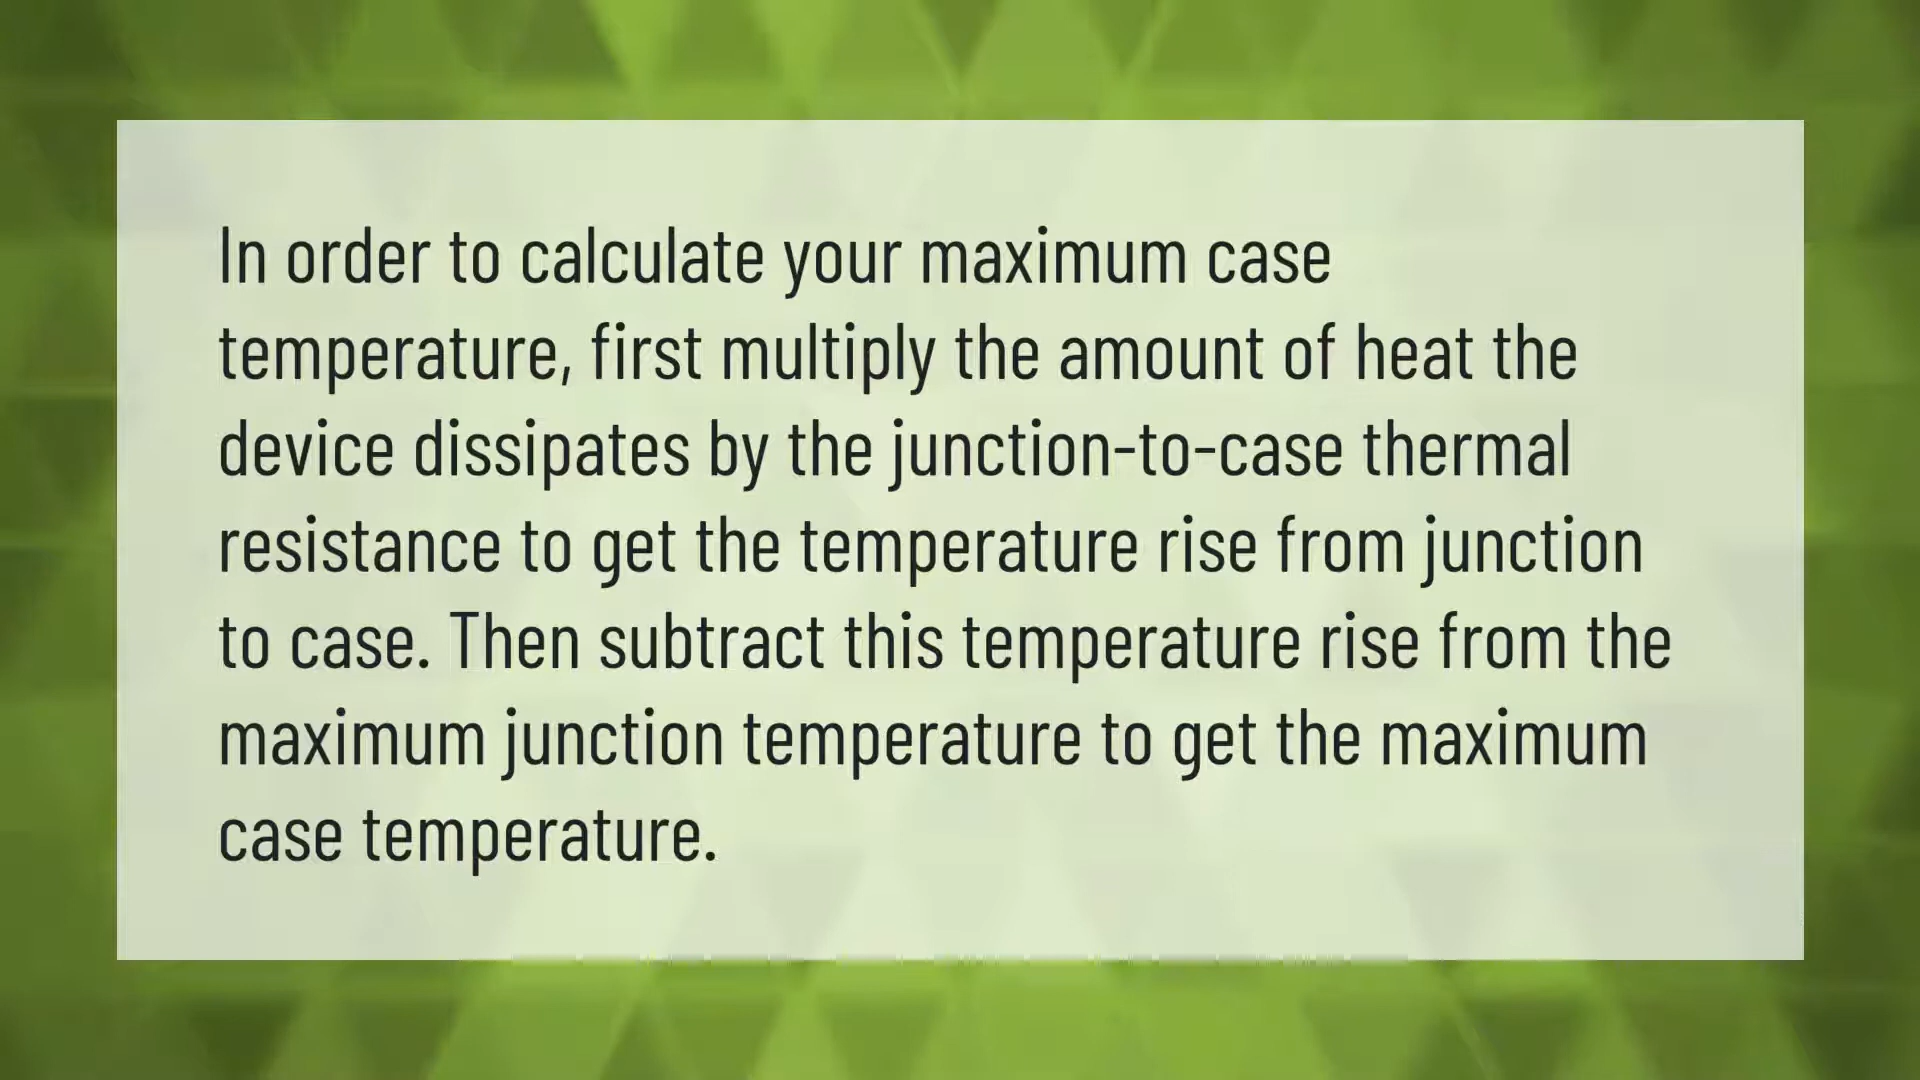 In order to calculate your maximum case
temperature, first multiply the amount of heat the
device dissipates by the junction-to-case thermal
resistance to get the temperature rise from junction
to case. Then subtract this temperature rise from the
maximum junction temperature to get the maximum
case temperature.